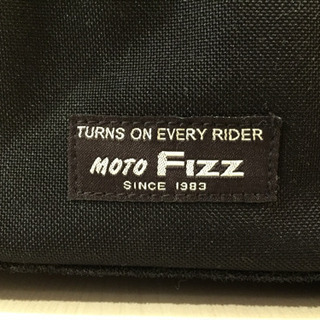 TURNS ON EVERY RIDER
MOTO FIZZ
SINCE 1983